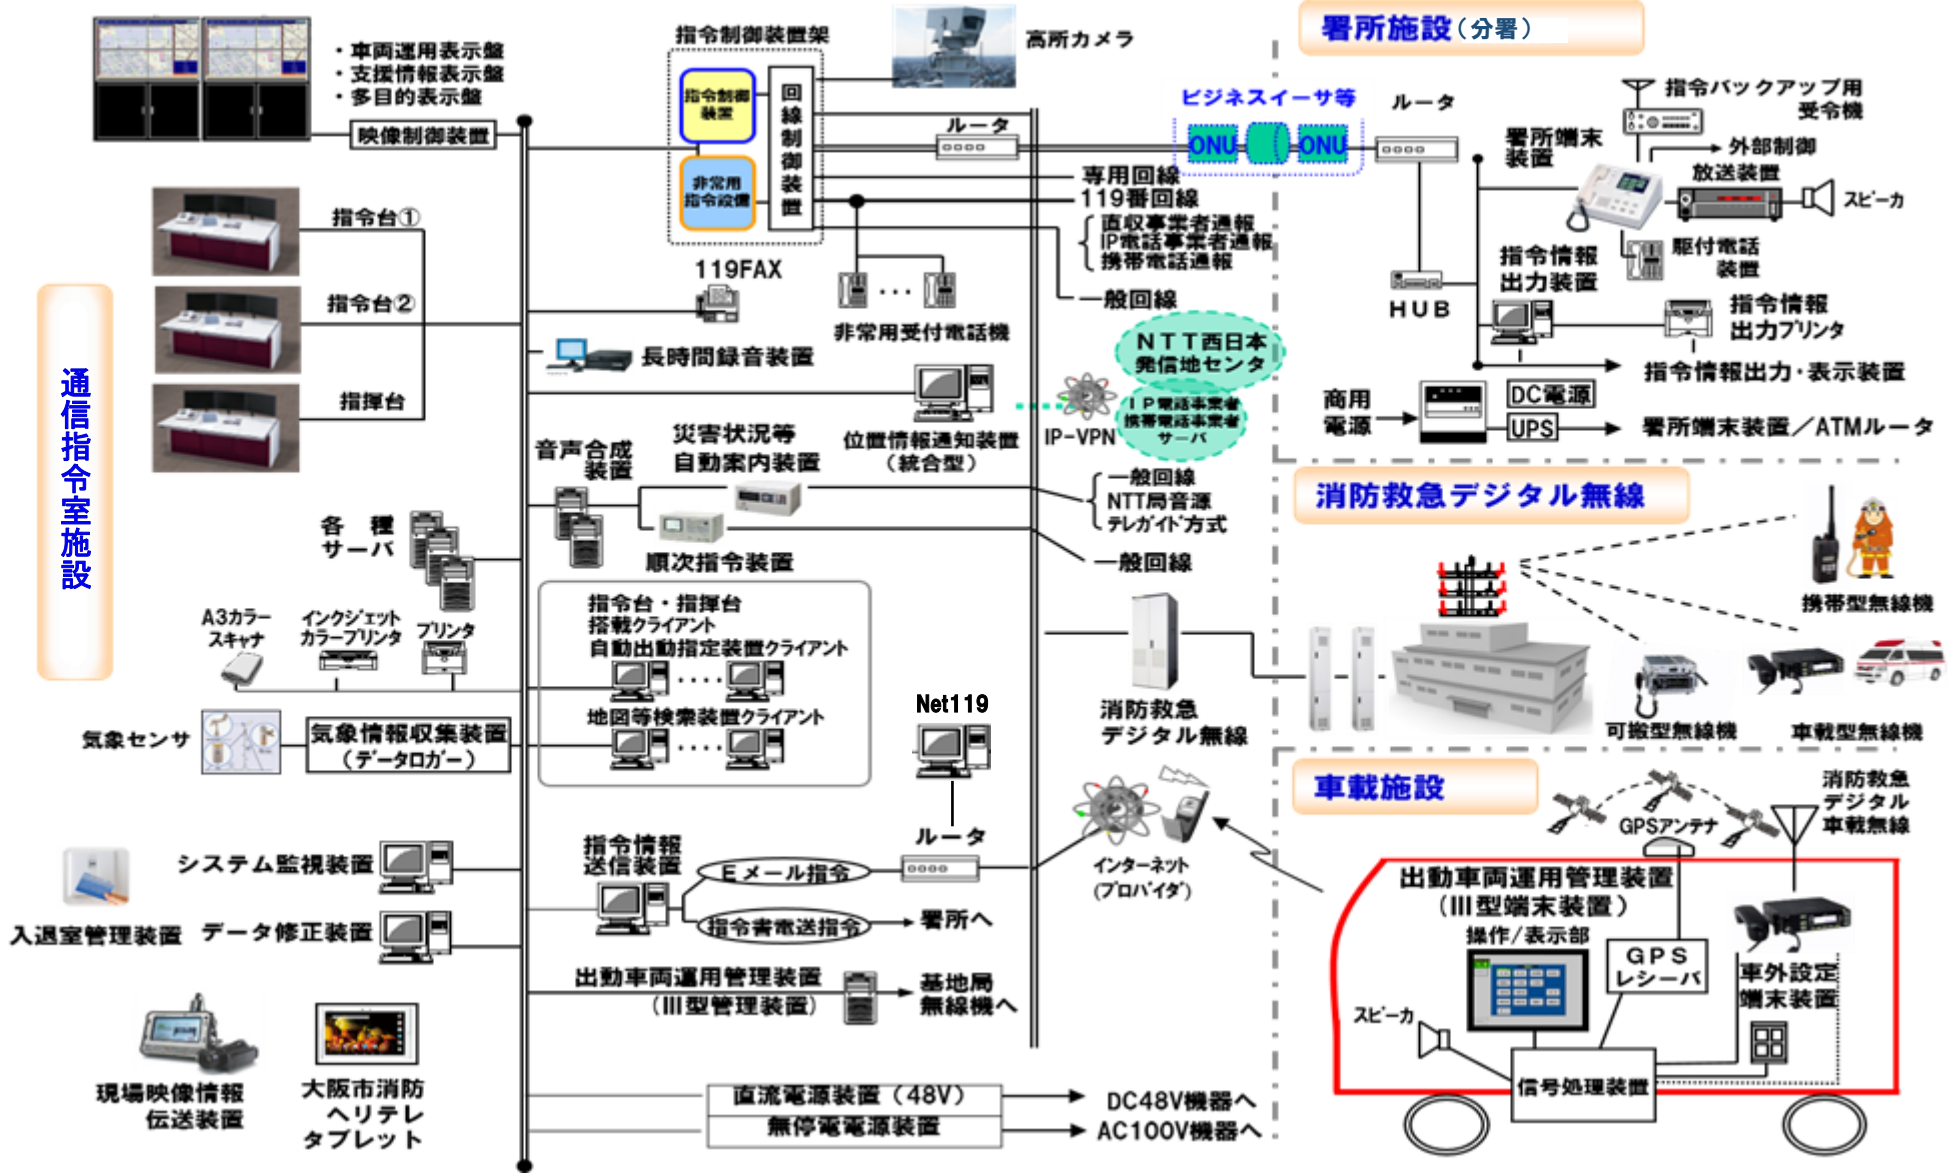 ・車両運用表示盤
・支援情報表示盤
・多目的表示盤
映像制御装置
指令台①
指令台②
指揮台
通信指令室施設
各　種
サーバ
A3カラー
スキャナ
インクジェット
カラープリンタ
プリンタ
気象センサ
気象情報収集装置
（データロガー）
システム監視装置
入退室管理装置
データ修正装置
現場映像情報
伝送装置
大阪市消防
ヘリテレ
タブレット
指令制御装置架
指令制御
装置
非常用
指令設備
回線制御装置
高所カメラ
ルータ
専用回線
119番回線
直収事業者通報
IP電話事業者通報
携帯電話通報
一般回線
119FAX
・・・
非常用受付電話機
長時間録音装置
位置情報通知装置
（統合型）
IP-VPN
ＮＴＴ西日本
発信地センタ
ＩＰ電話事業者
携帯電話事業者
サーバ
音声合成
装置
災害状況等
自動案内装置
順次指令装置
一般回線
NTT局音源
テレガイド方式
一般回線
指令台・指揮台
搭載クライアント
自動出動指定装置クライアント
・・・・
地図等検索装置クライアント
・・・・
Net119
ルータ
消防救急
デジタル無線
指令情報
送信装置
Ｅメール指令
指令書電送指令
署所へ
インターネット
(プロバイダ)
出動車両運用管理装置
（Ⅲ型管理装置）
基地局
無線機へ
直流電源装置（48V）
無停電電源装置
DC48V機器へ
AC100V機器へ
署所施設（分署）
ビジネスイーサ等
ONU
ONU
ルータ
ＨＵＢ
指令バックアップ用
受令機
署所端末
装置
外部制御
放送装置
スピーカ
駆付電話
装置
指令情報
出力装置
指令情報
出力プリンタ
指令情報出力・表示装置
商用
電源
DC電源
UPS
署所端末装置／ATMルータ
消防救急デジタル無線
携帯型無線機
可搬型無線機
車載型無線機
車載施設
GPSアンテナ
消防救急
デジタル
車載無線
出動車両運用管理装置
（Ⅲ型端末装置）
操作/表示部
ＧＰＳ
レシーバ
車外設定
端末装置
スピーカ
信号処理装置